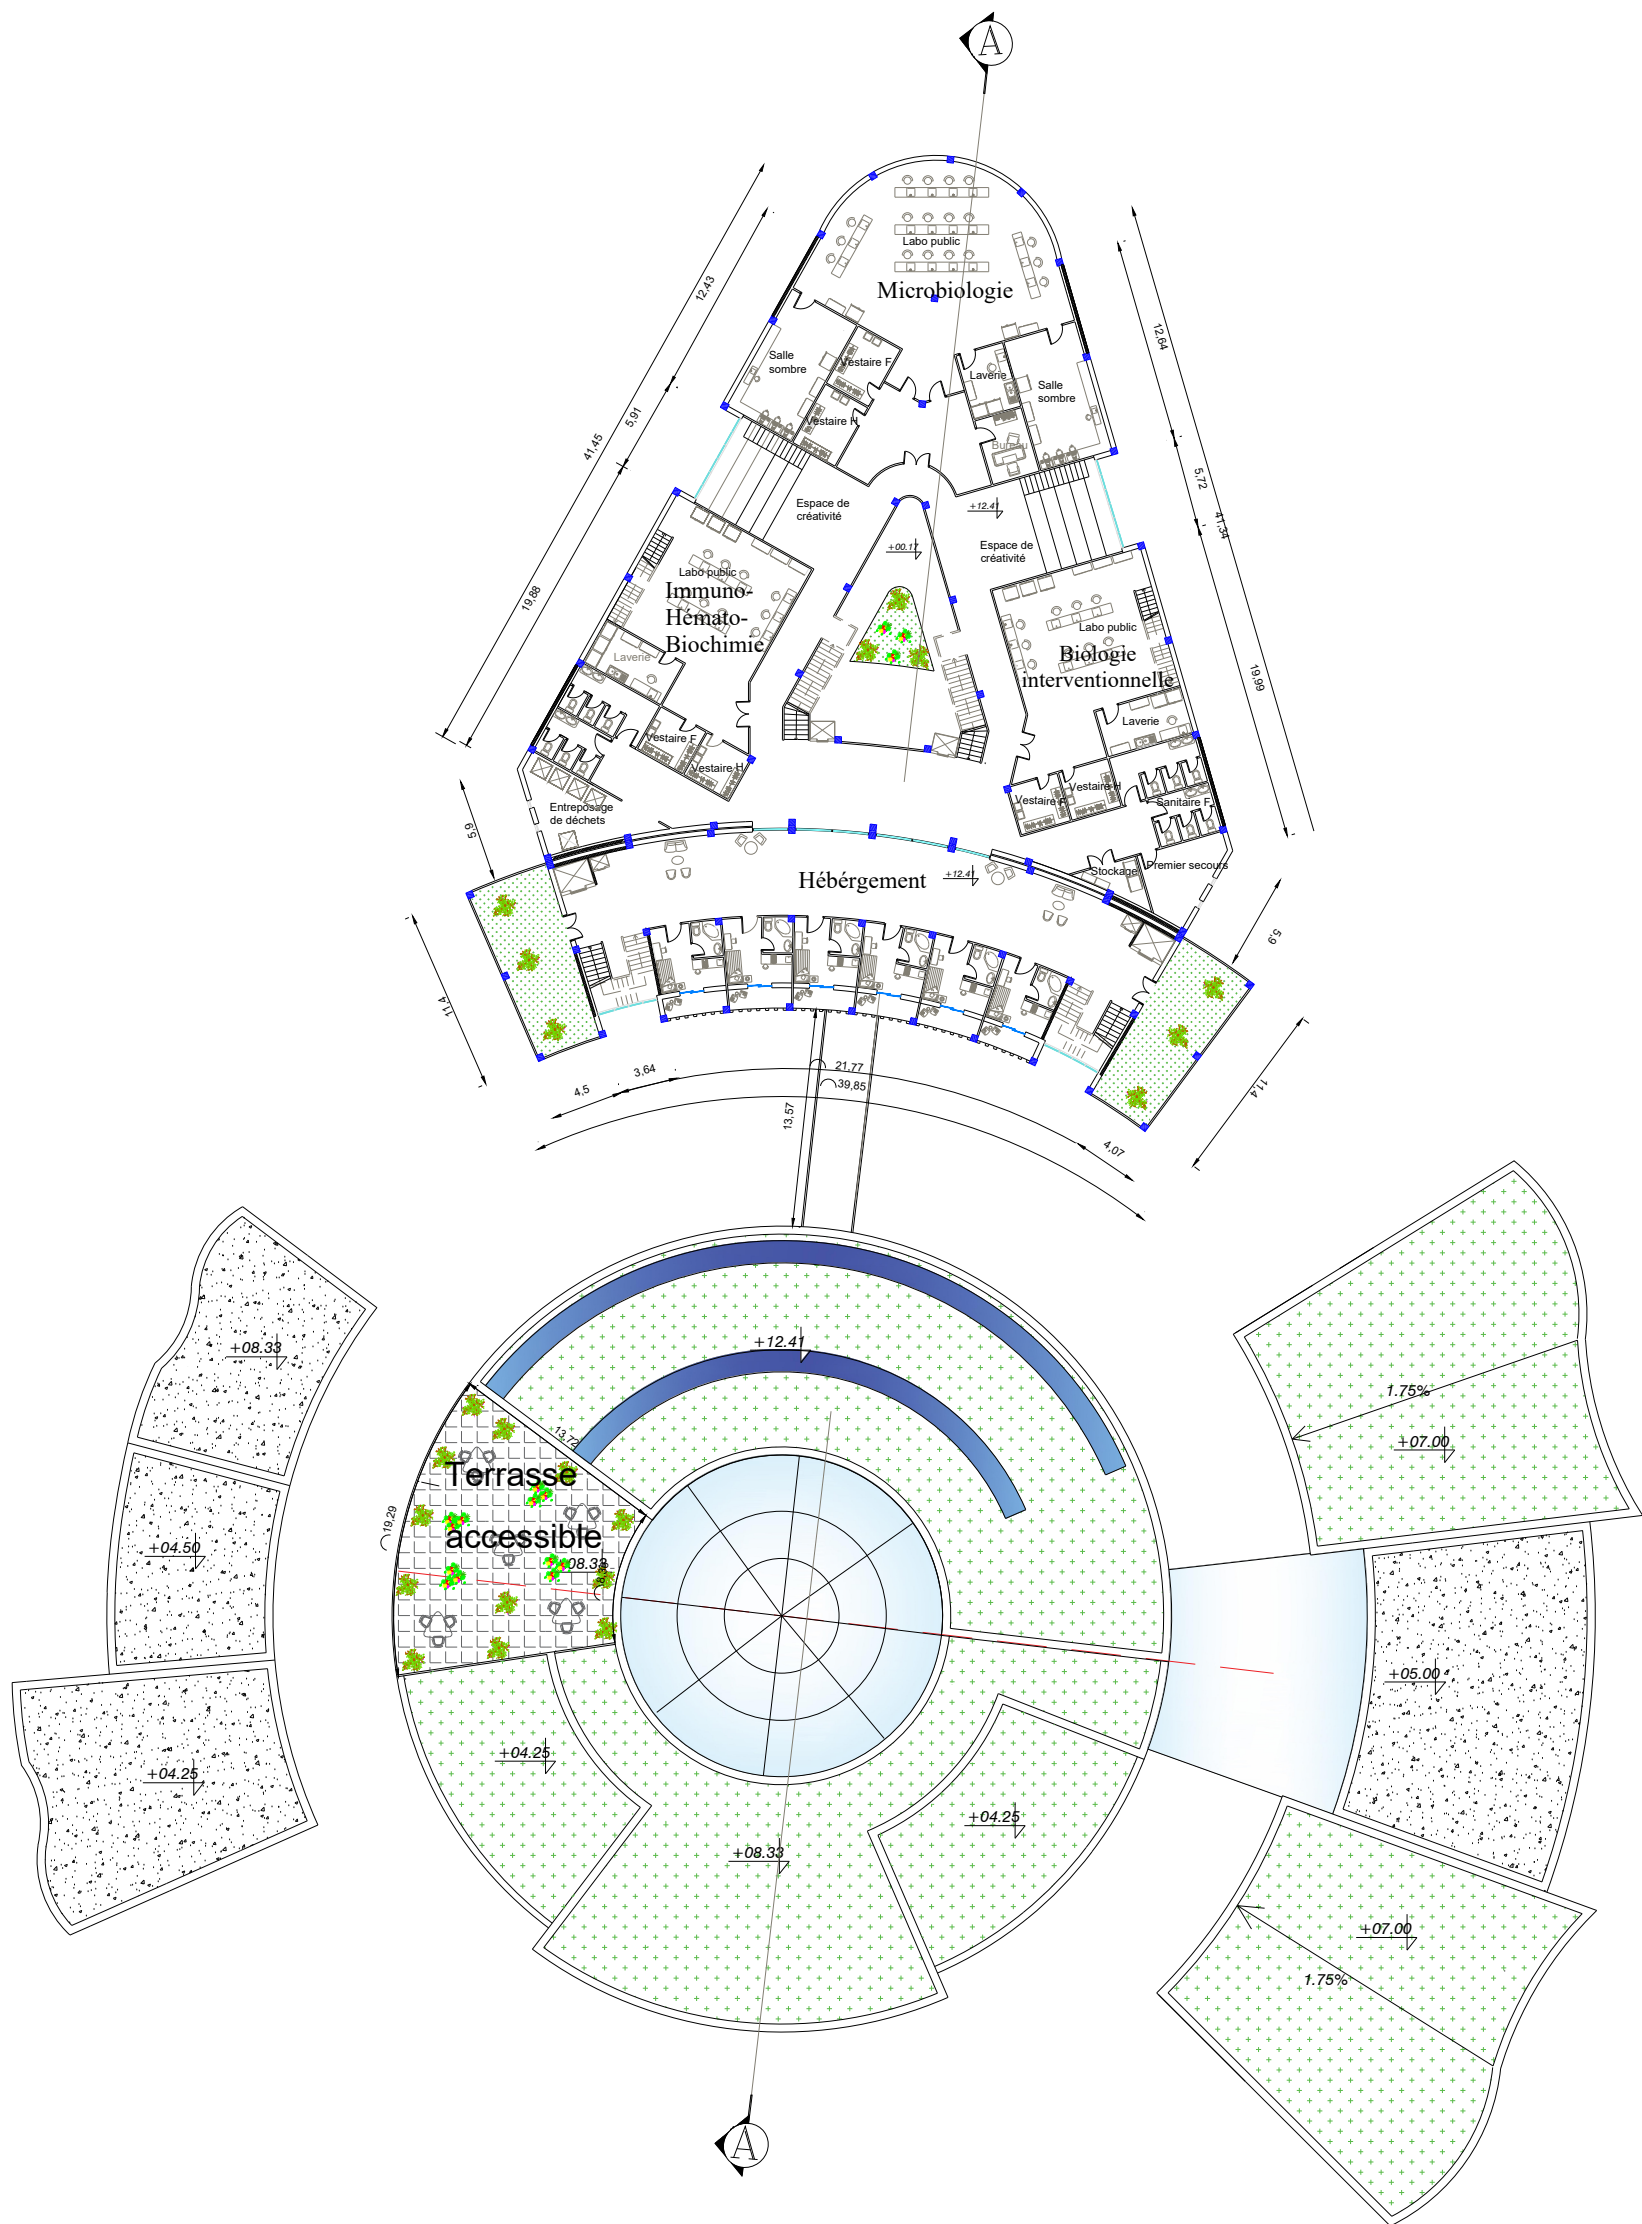 A
12,43
5,91
41,45
19,88
12,64
5,72
41,34
19,99
Labo public
Microbiologie
Salle
sombre
Vestaire F
Vestaire H
Laverie
Salle
sombre
Bureau
Espace de
créativité
+12.41
+00.17
Espace de
créativité
Labo public
Immuno-
Hémato-
Biochimie
Laverie
Labo public
Biologie
interventionnelle
Laverie
Vestaire F
Vestaire H
Vestaire F
Vestaire H
Sanitaire F
Entreposage
de déchets
5,9
Premier secours
Stockage
Hébérgement
+12.41
5,9
11,4
11,4
21,77
39,85
3,64
4,5
4,07
13,57
+08.33
+12.41
1.75%
+07.00
13,72
Terrasse
accessible
19,29
+08.33
+04.50
+05.00
+04.25
+04.25
+04.25
+08.33
+07.00
1.75%
A